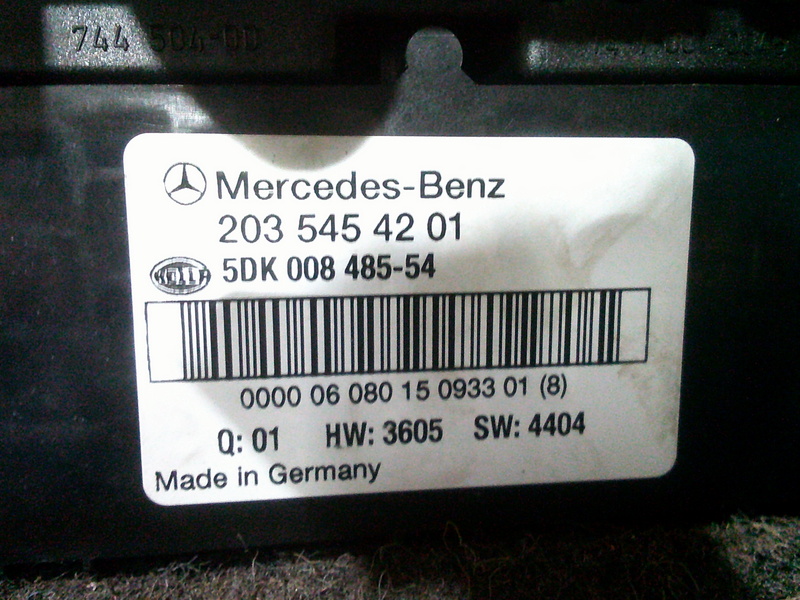 744 504-00
Mercedes-Benz
203 545 42 01
HELLA
5DK 008 485-54
0000 06 080 15 0933 01 (8)
Q: 01 HW: 3605 SW: 4404
Made in Germany